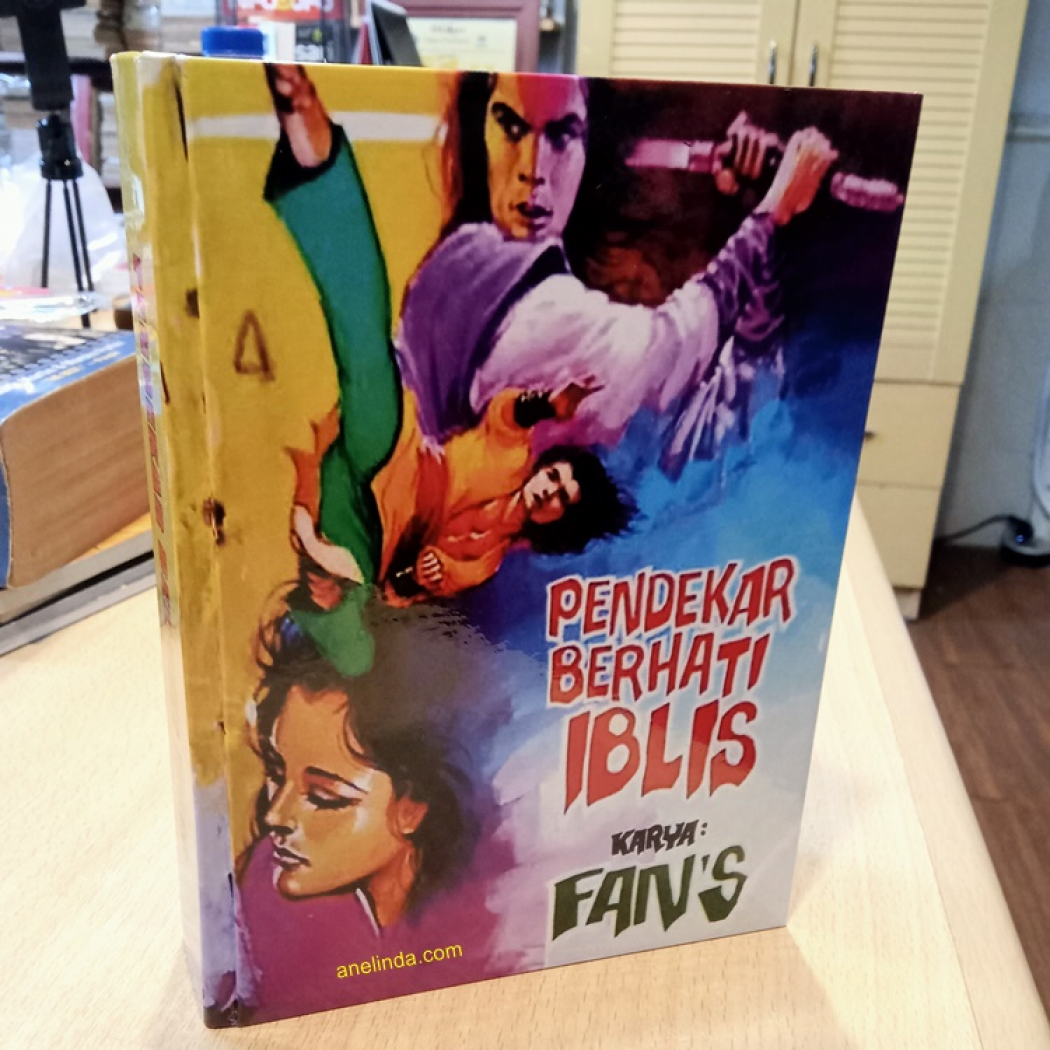 PENDEKAR
BERHATI
IBLIS
KARYA:
FAN'S
anelinda.com